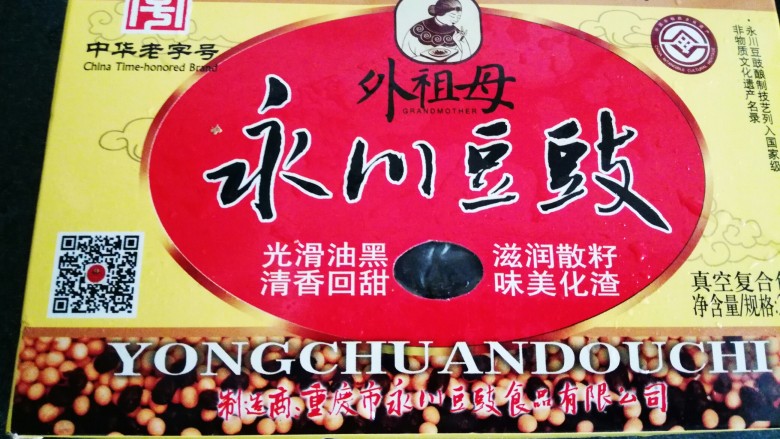 中华老字号
China Time-honored Brand
外祖母
GRANDMOTHER
永川豆豉
光滑油黑
清香回甜
滋润散籽
味美化渣
·永川豆豉酿制技艺列入国家级
非物质文化遗产名录
真空复合
净含量/规格:
YONGCHUANDOUCHI
制造商:重庆市永川豆豉食品有限公司